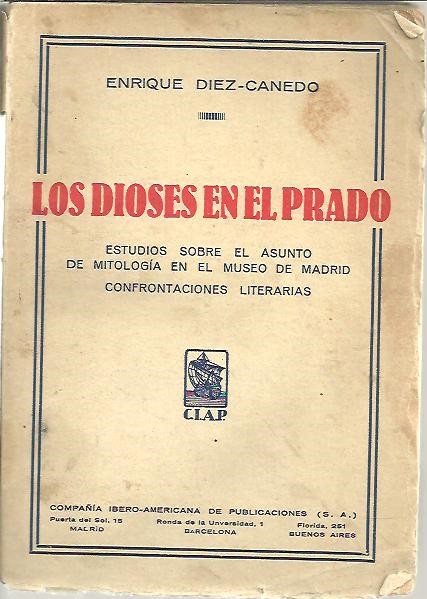 ENRIQUE DIEZ-CANEDO
LOS DIOSES EN EL PRADO
ESTUDIOS SOBRE EL ASUNTO
DE MITOLOGÍA EN EL MUSEO DE MADRID
CONFRONTACIONES LITERARIAS
C.I.A.P.
COMPAÑÍA IBERO-AMERICANA DE PUBLICACIONES (S. A.)
Puerta del Sol, 15 Ronda de la Unversidad, 1 Florida, 251
MADRID BARCELONA BUENOS AIRES